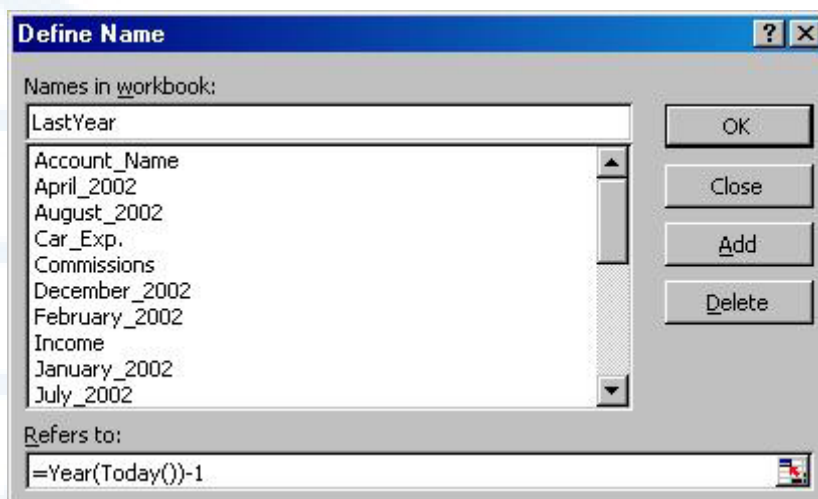 Define Name
Names in workbook:
LastYear
OK
Account_Name
April_2002
Close
August_2002
Car_Exp.
Add
Commissions
December_2002
Delete
February_2002
Income
January_2002
July_2002
Refers to:
=Year(Today())-1